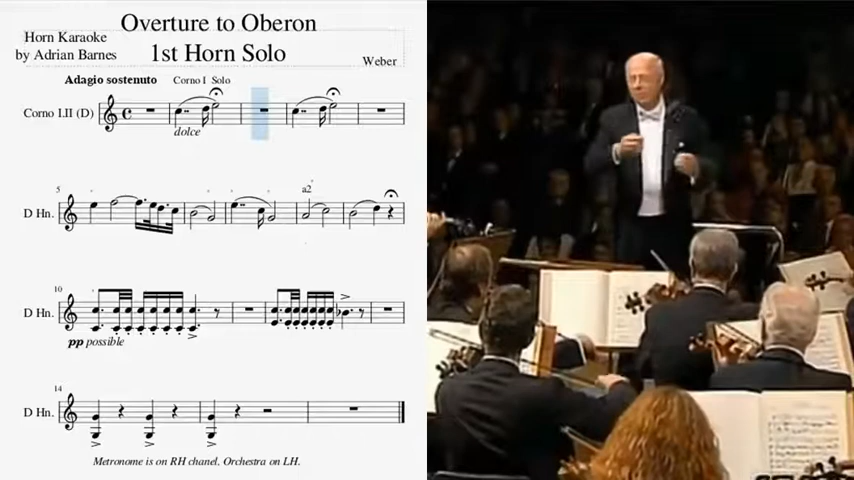 Overture to Oberon
Horn Karaoke
by Adrian Barnes
1st Horn Solo
Weber
Adagio sostenuto
Corno I Solo
Corno I.II (D)
dolce
5
a2
D Hn.
10
D Hn.
pp possible
14
D Hn.
Metronome is on RH chanel, Orchestra on LH.